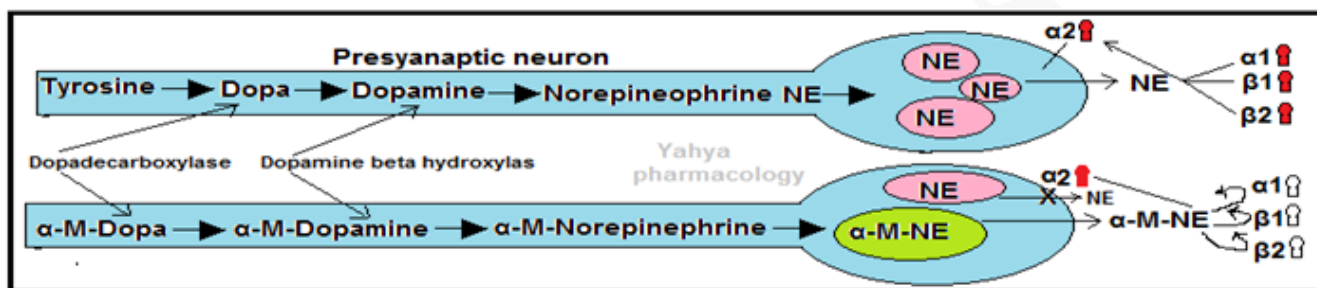 Presyanaptic neuron
Tyrosine Dopa Dopamine Norepineophrine NE
NE
NE
NE
α2
NE
α1
β1
β2
Dopadecarboxylase Dopamine beta hydroxylas
Yahya
pharmacology
α-M-Dopa α-M-Dopamine α-M-Norepinephrine
NE
α-M-NE
α2
X NE
α-M-NE
α1
β1
β2